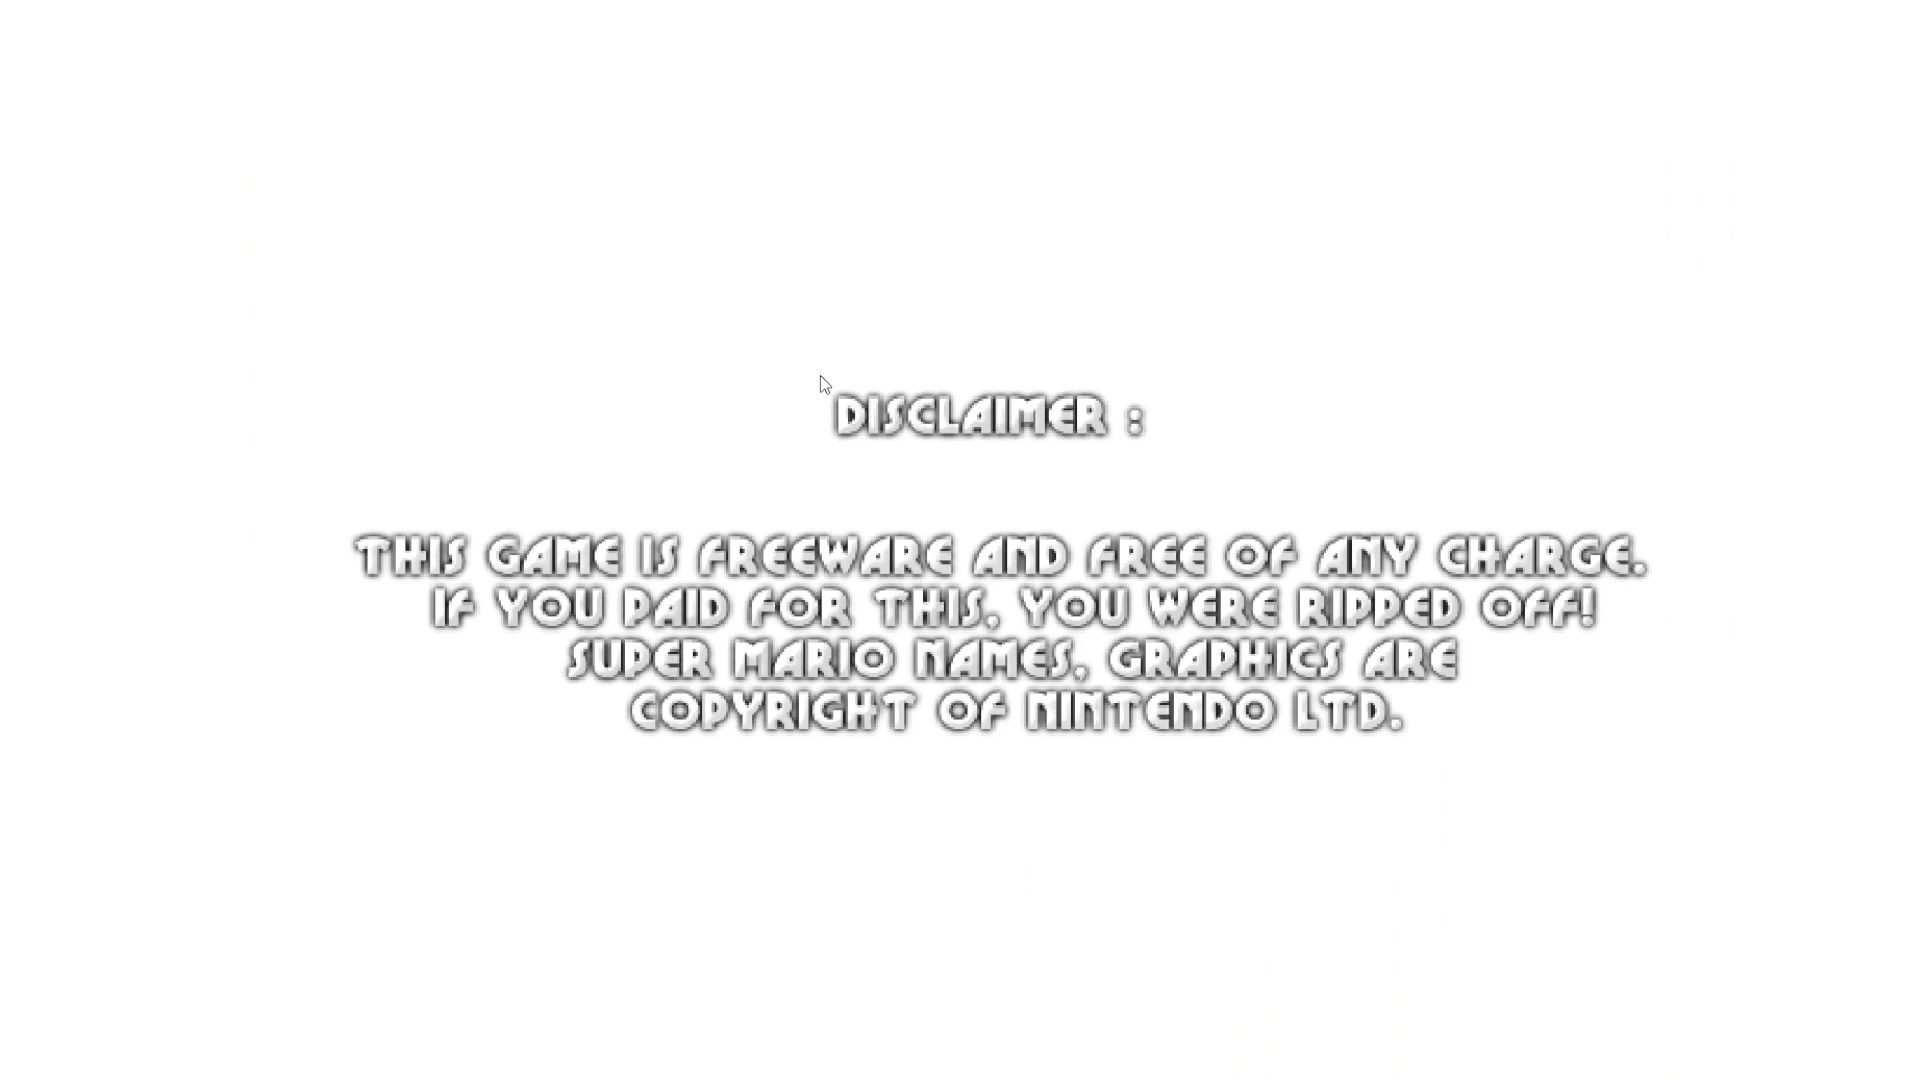 DISCLAIMER :
THIS GAME IS FREEWARE AND FREE OF ANY CHARGE.
IF YOU PAID FOR THIS, YOU WERE RIPPED OFF!
SUPER MARIO NAMES, GRAPHICS ARE
COPYRIGHT OF NINTENDO LTD.